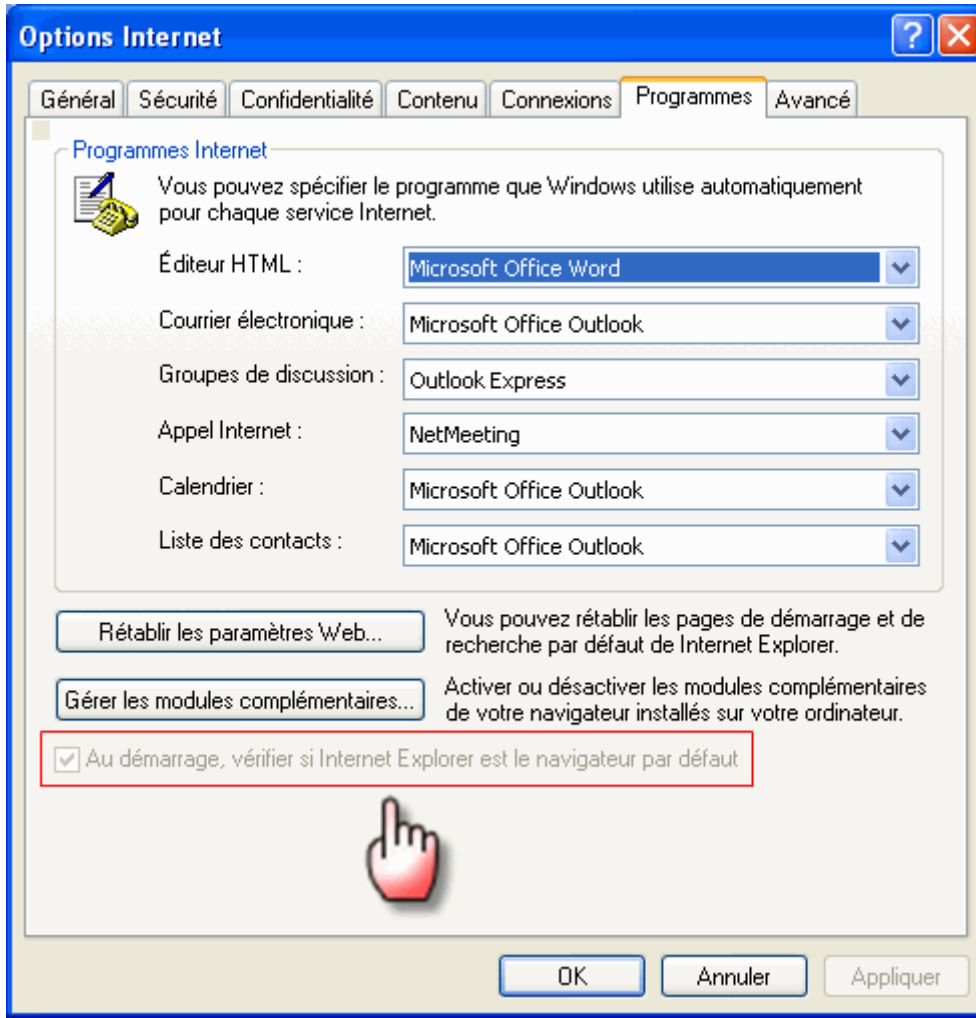 Options Internet
Général Sécurité Confidentialité Contenu Connexions Programmes Avancé
Programmes Internet
Vous pouvez spécifier le programme que Windows utilise automatiquement
pour chaque service Internet.
Éditeur HTML : Microsoft Office Word
Courrier électronique : Microsoft Office Outlook
Groupes de discussion : Outlook Express
Appel Internet : NetMeeting
Calendrier : Microsoft Office Outlook
Liste des contacts : Microsoft Office Outlook
Rétablir les paramètres Web...
Vous pouvez rétablir les pages de démarrage et de
recherche par défaut de Internet Explorer.
Gérer les modules complémentaires...
Activer ou désactiver les modules complémentaires
de votre navigateur installés sur votre ordinateur.
Au démarrage, vérifier si Internet Explorer est le navigateur par défaut
OK Annuler Appliquer